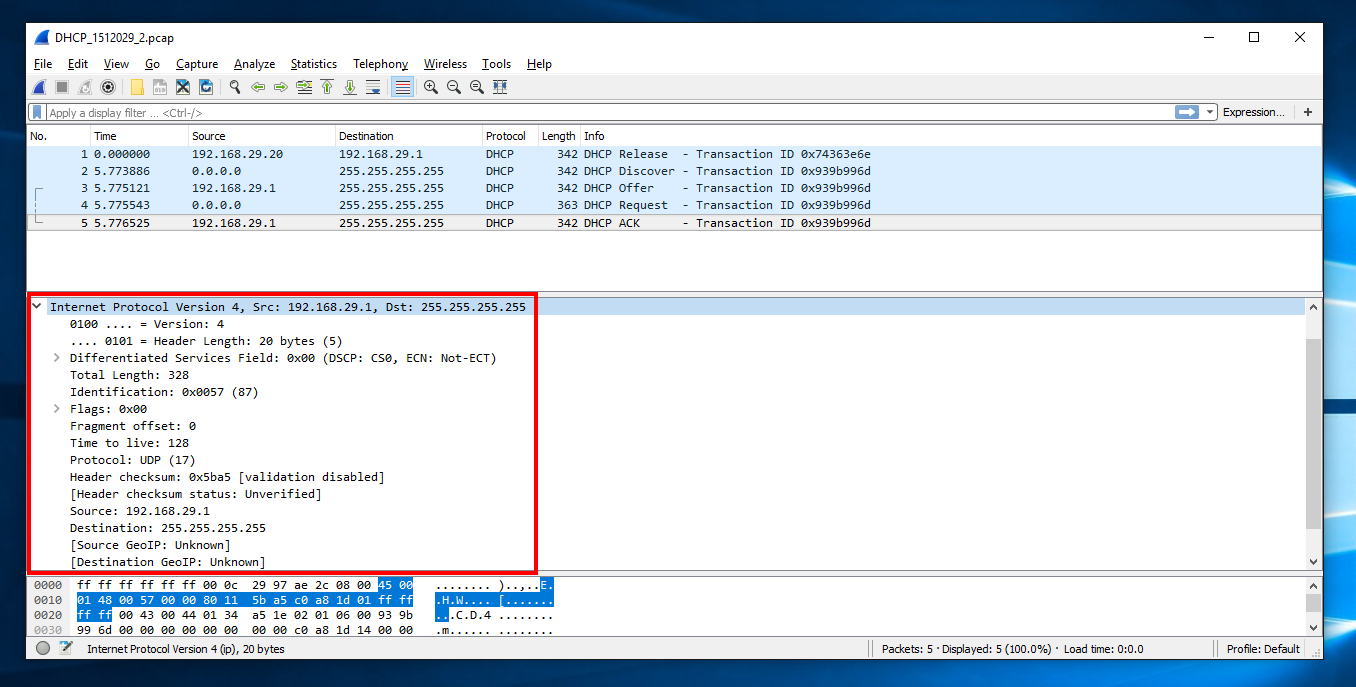 DHCP_1512029_2.pcap
File Edit View Go Capture Analyze Statistics Telephony Wireless Tools Help
Apply a display filter ... <Ctrl-/> Expression... +
No. Time Source Destination Protocol Length Info
1 0.000000 192.168.29.20 192.168.29.1 DHCP 342 DHCP Release - Transaction ID 0x74363e6e
2 5.773886 0.0.0.0 255.255.255.255 DHCP 342 DHCP Discover - Transaction ID 0x939b996d
3 5.775121 192.168.29.1 255.255.255.255 DHCP 342 DHCP Offer - Transaction ID 0x939b996d
4 5.775543 0.0.0.0 255.255.255.255 DHCP 363 DHCP Request - Transaction ID 0x939b996d
5 5.776525 192.168.29.1 255.255.255.255 DHCP 342 DHCP ACK - Transaction ID 0x939b996d
Internet Protocol Version 4, Src: 192.168.29.1, Dst: 255.255.255.255
0100 .... = Version: 4
.... 0101 = Header Length: 20 bytes (5)
Differentiated Services Field: 0x00 (DSCP: CS0, ECN: Not-ECT)
Total Length: 328
Identification: 0x0057 (87)
Flags: 0x00
Fragment offset: 0
Time to live: 128
Protocol: UDP (17)
Header checksum: 0x5ba5 [validation disabled]
[Header checksum status: Unverified]
Source: 192.168.29.1
Destination: 255.255.255.255
[Source GeoIP: Unknown]
[Destination GeoIP: Unknown]
0000 ff ff ff ff ff ff 00 0c 29 97 ae 2c 08 00 45 00 ........ )..,..E.
0010 01 48 00 57 00 00 80 11 5b a5 c0 a8 1d 01 ff ff .H.W.... [.......
0020 ff ff 00 43 00 44 01 34 a5 1e 02 01 06 00 93 9b ...C.D.4 ........
0030 99 6d 00 00 00 00 00 00 00 00 c0 a8 1d 14 00 00 .m...... ........
Internet Protocol Version 4 (ip), 20 bytes Packets: 5 · Displayed: 5 (100.0%) · Load time: 0:0.0 Profile: Default